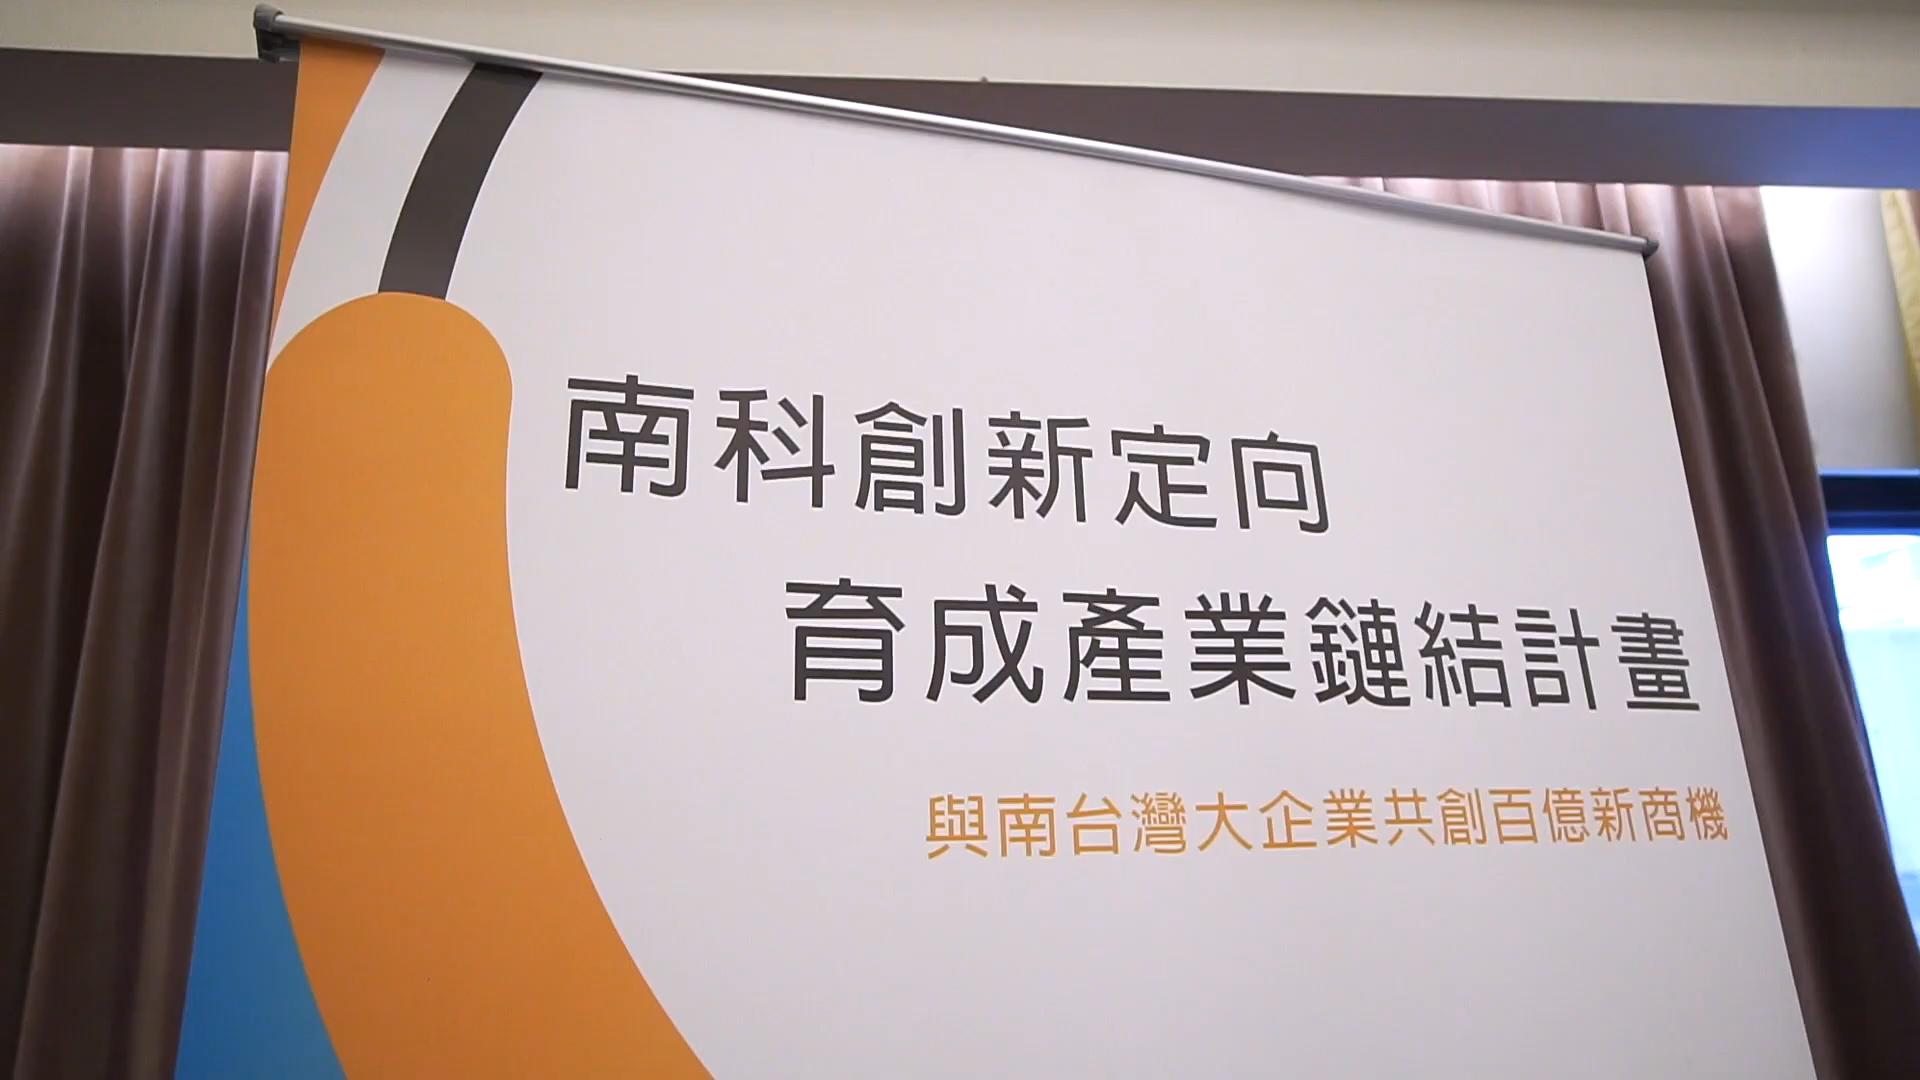 南科創新定向
育成產業鏈結計畫
與南台灣大企業共創百億新商機